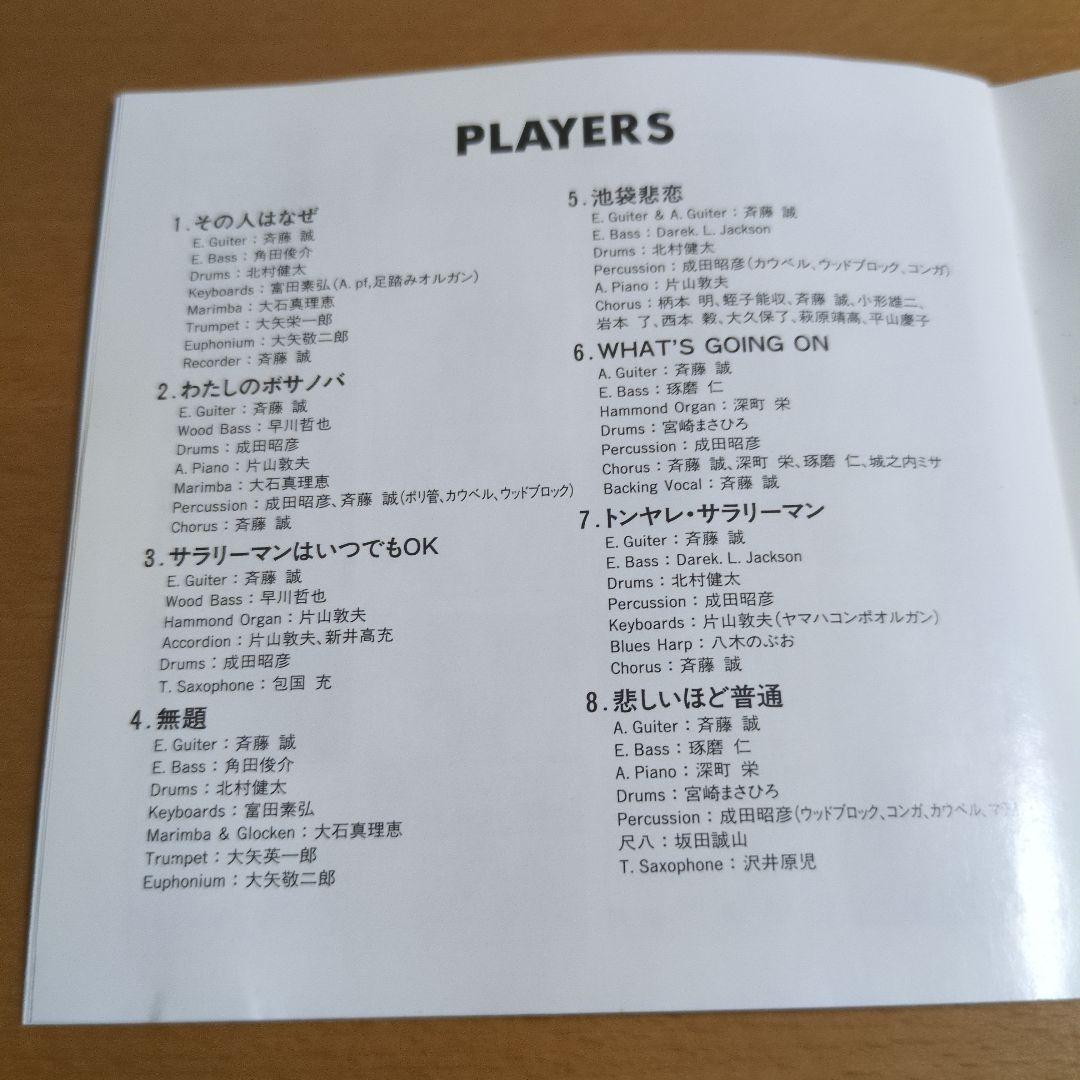 PLAYERS
1.その人はなぜ
E. Guiter：斉藤 誠
E. Bass：角田俊介
Drums：北村健太
Keyboards：富田素弘(A. pf,足踏みオルガン)
Marimba：大石真理恵
Trumpet：大矢栄一郎
Euphonium：大矢敬二郎
Recorder：斉藤 誠
2.わたしのボサノバ
E. Guiter：斉藤 誠
Wood Bass：早川哲也
Drums：成田昭彦
A. Piano：片山敦夫
Marimba：大石真理恵
Percussion：成田昭彦、斉藤 誠(ポリ管、カウベル、ウッドブロック)
Chorus：斉藤 誠
3.サラリーマンはいつでもOK
E. Guiter：斉藤 誠
Wood Bass：早川哲也
Hammond Organ：片山敦夫
Accordion：片山敦夫、新井高充
Drums：成田昭彦
T. Saxophone：包国 充
4.無題
E. Guiter：斉藤 誠
E. Bass：角田俊介
Drums：北村健太
Keyboards：富田素弘
Marimba & Glocken：大石真理恵
Trumpet：大矢英一郎
Euphonium：大矢敬二郎
5.池袋悲恋
E. Guiter & A. Guiter：斉藤 誠
E. Bass：Darek. L. Jackson
Drums：北村健太
Percussion：成田昭彦(カウベル、ウッドブロック、コンガ)
A. Piano：片山敦夫
Chorus：柄本 明、蛭子能収、斉藤 誠、小形雄二、
岩本 了、西本 毅、大久保了、萩原靖高、平山慶子
6.WHAT'S GOING ON
A. Guiter：斉藤 誠
E. Bass：琢磨 仁
Hammond Organ：深町 栄
Drums：宮崎まさひろ
Percussion：成田昭彦
Chorus：斉藤 誠、深町 栄、琢磨 仁、城之内ミサ
Backing Vocal：斉藤 誠
7.トンヤレ・サラリーマン
E. Guiter：斉藤 誠
E. Bass：Darek. L. Jackson
Drums：北村健太
Percussion：成田昭彦
Keyboards：片山敦夫(ヤマハコンポオルガン)
Blues Harp：八木のぶお
Chorus：斉藤 誠
8.悲しいほど普通
A. Guiter：斉藤 誠
E. Bass：琢磨 仁
A. Piano：深町 栄
Drums：宮崎まさひろ
Percussion：成田昭彦(ウッドブロック、コンガ、カウベル、
尺八：坂田誠山
T. Saxophone：沢井原児